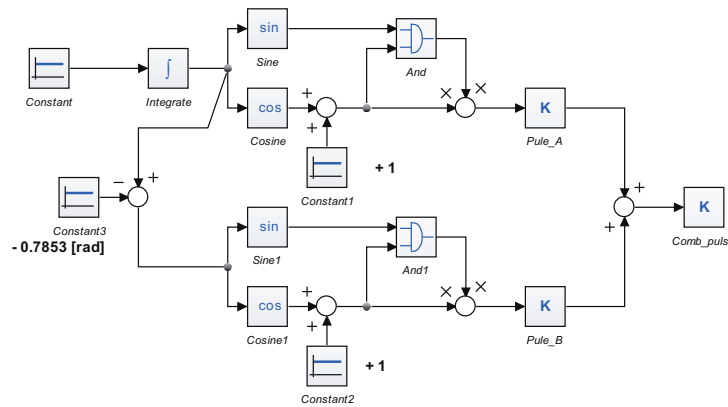 sin
Sine
And
Constant
∫
Integrate
cos
Cosine
+
+
×
×
K
Pule_A
+ 1
Constant1
−
+
Constant3
- 0.7853 [rad]
+
+
K
Comb_puls
sin
Sine1
And1
cos
Cosine1
+
+
×
×
K
Pule_B
+ 1
Constant2